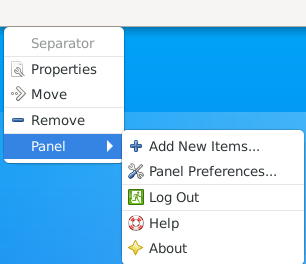 Separator
Properties
Move
Remove
Panel
Add New Items...
Panel Preferences...
Log Out
Help
About